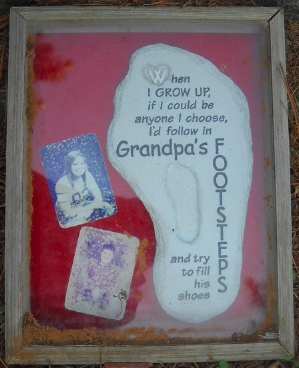 When
I GROW UP,
if I could be
anyone I choose,
I'd follow in
Grandpa's
FOOTSTEPS
and try
to fill
his
shoes